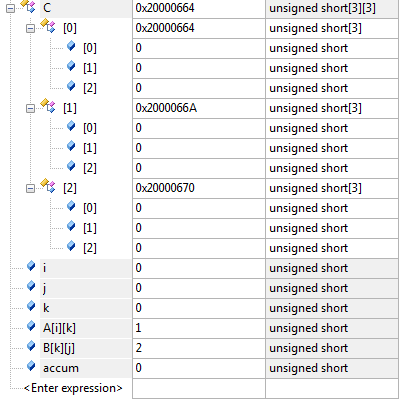 C 0x20000664 unsigned short[3][3]
[0] 0x20000664 unsigned short[3]
[0] 0 unsigned short
[1] 0 unsigned short
[2] 0 unsigned short
[1] 0x2000066A unsigned short[3]
[0] 0 unsigned short
[1] 0 unsigned short
[2] 0 unsigned short
[2] 0x20000670 unsigned short[3]
[0] 0 unsigned short
[1] 0 unsigned short
[2] 0 unsigned short
i 0 unsigned short
j 0 unsigned short
k 0 unsigned short
A[i][k] 1 unsigned short
B[k][j] 2 unsigned short
accum 0 unsigned short
<Enter expression>